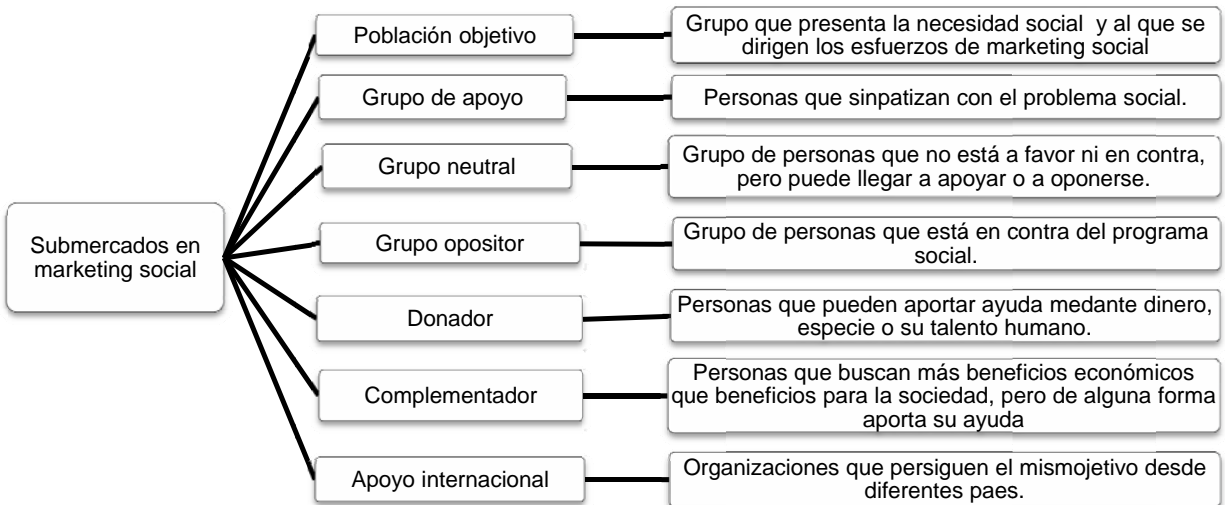 Submercados en
marketing social
Población objetivo
Grupo que presenta la necesidad social y al que se
dirigen los esfuerzos de marketing social
Grupo de apoyo
Personas que sinpatizan con el problema social.
Grupo neutral
Grupo de personas que no está a favor ni en contra,
pero puede llegar a apoyar o a oponerse.
Grupo opositor
Grupo de personas que está en contra del programa
social.
Donador
Personas que pueden aportar ayuda medante dinero,
especie o su talento humano.
Complementador
Personas que buscan más beneficios económicos
que beneficios para la sociedad, pero de alguna forma
aporta su ayuda
Apoyo internacional
Organizaciones que persiguen el mismojetivo desde
diferentes paes.